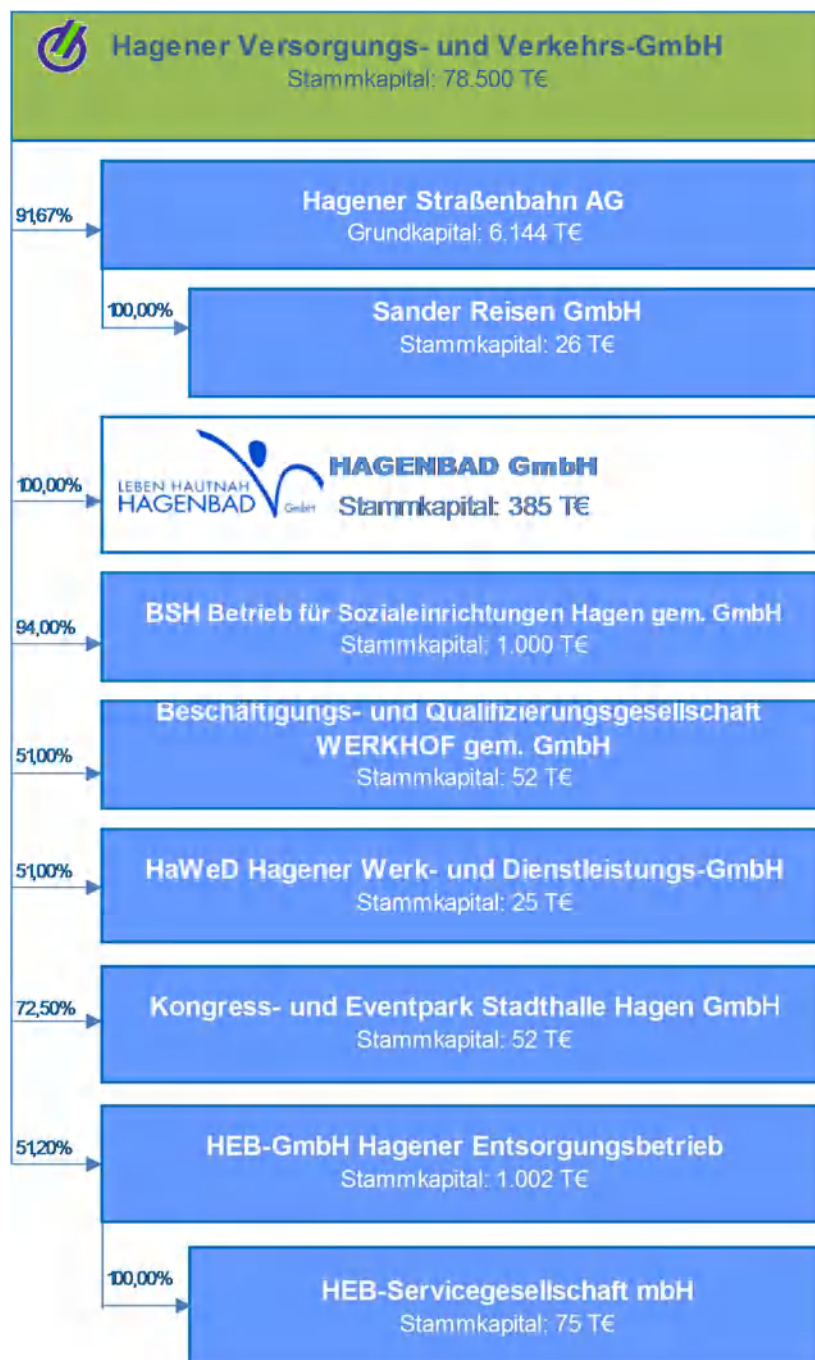 Hagener Versorgungs- und Verkehrs-GmbH
Stammkapital: 78.500 T€
91,67%
Hagener Straßenbahn AG
Grundkapital: 6.144 T€
100,00%
Sander Reisen GmbH
Stammkapital: 26 T€
100,00%
LEBEN HAUTNAH
HAGENBAD GmbH
HAGENBAD GmbH
Stammkapital: 385 T€
94,00%
BSH Betrieb für Sozialeinrichtungen Hagen gem. GmbH
Stammkapital: 1.000 T€
51,00%
Beschäftigungs- und Qualifizierungsgesellschaft
WERKHOF gem. GmbH
Stammkapital: 52 T€
51,00%
HaWeD Hagener Werk- und Dienstleistungs-GmbH
Stammkapital: 25 T€
72,50%
Kongress- und Eventpark Stadthalle Hagen GmbH
Stammkapital: 52 T€
51,20%
HEB-GmbH Hagener Entsorgungsbetrieb
Stammkapital: 1.002 T€
100,00%
HEB-Servicegesellschaft mbH
Stammkapital: 75 T€